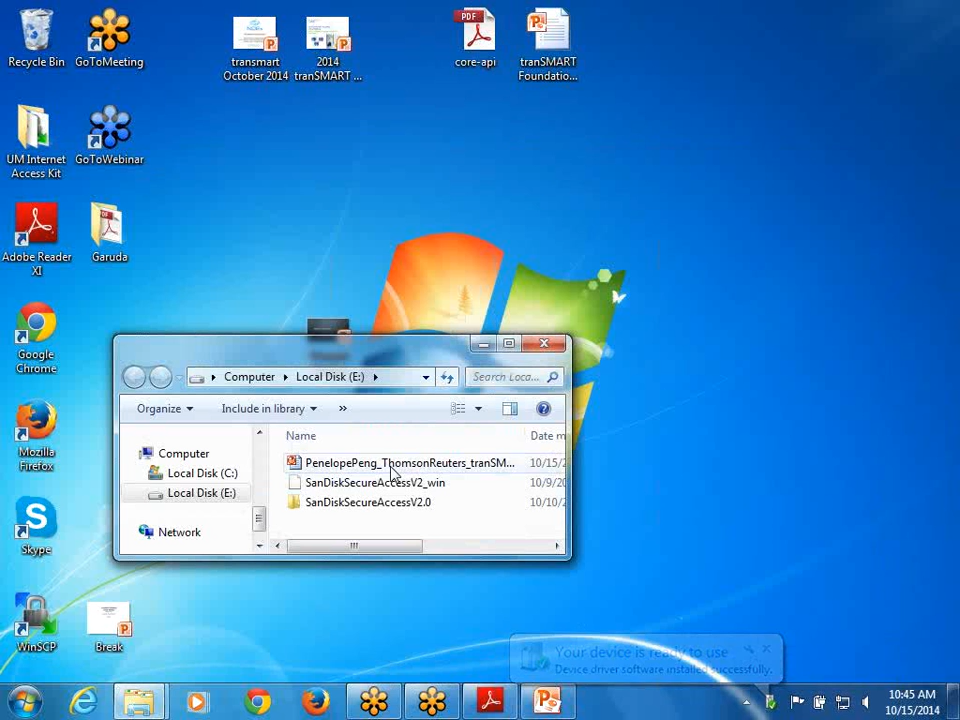 Recycle Bin
GoToMeeting
transmart
October 2014
2014
tranSMART ...
PDF
core-api
tranSMART
Foundatio...
UM Internet
Access Kit
GoToWebinar
Adobe Reader
XI
Garuda
Google
Chrome
Mozilla
Firefox
Skype
WinSCP
Break
Computer
Local Disk (E:)
Search Loca...
Organize
Include in library
»
Name
Date m
Computer
Local Disk (C:)
Local Disk (E:)
Network
PenelopePeng_ThomsonReuters_tranSM...
10/15/2
SanDiskSecureAccessV2_win
10/9/20
SanDiskSecureAccessV2.0
10/10/2
Your device is ready to use
Device driver software installed successfully.
10:45 AM
10/15/2014